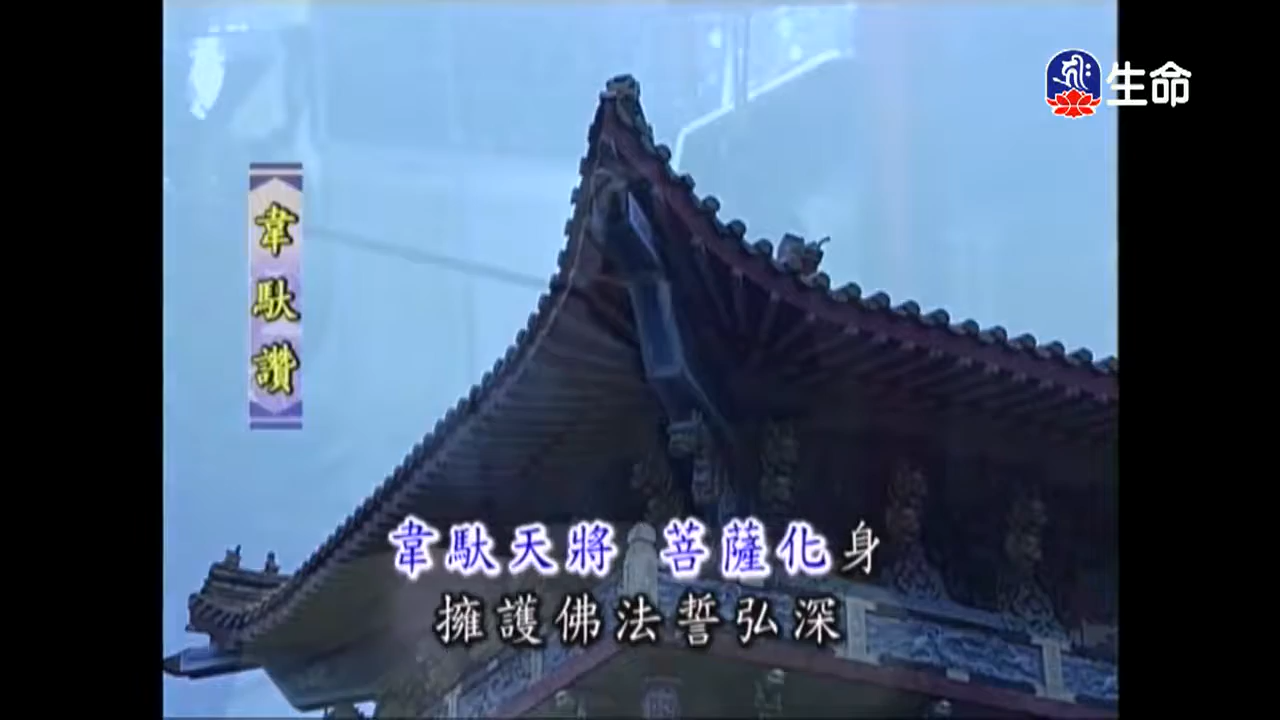 生命
韋馱讚
韋馱天將 菩薩化身
擁護佛法誓弘深